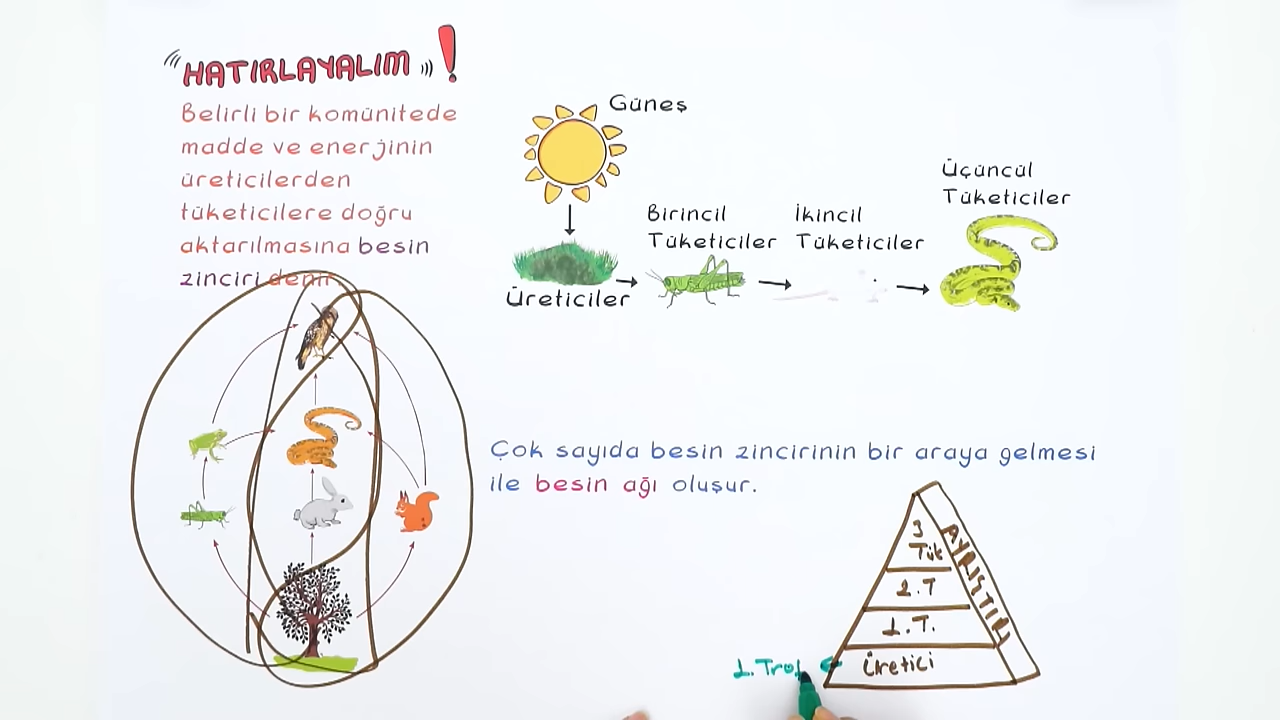 HATIRLAYALIM !
Belirli bir komünitede
madde ve enerjinin
üreticilerden
tüketicilere doğru
aktarılmasına besin
zinciri denir
Güneş
Üreticiler
Birincil
Tüketiciler
İkincil
Tüketiciler
Üçüncül
Tüketiciler
Çok sayıda besin zincirinin bir araya gelmesi
ile besin ağı oluşur.
3
Tük
2.T
1.T.
Üretici
AYRIŞTIRI
1.Trof